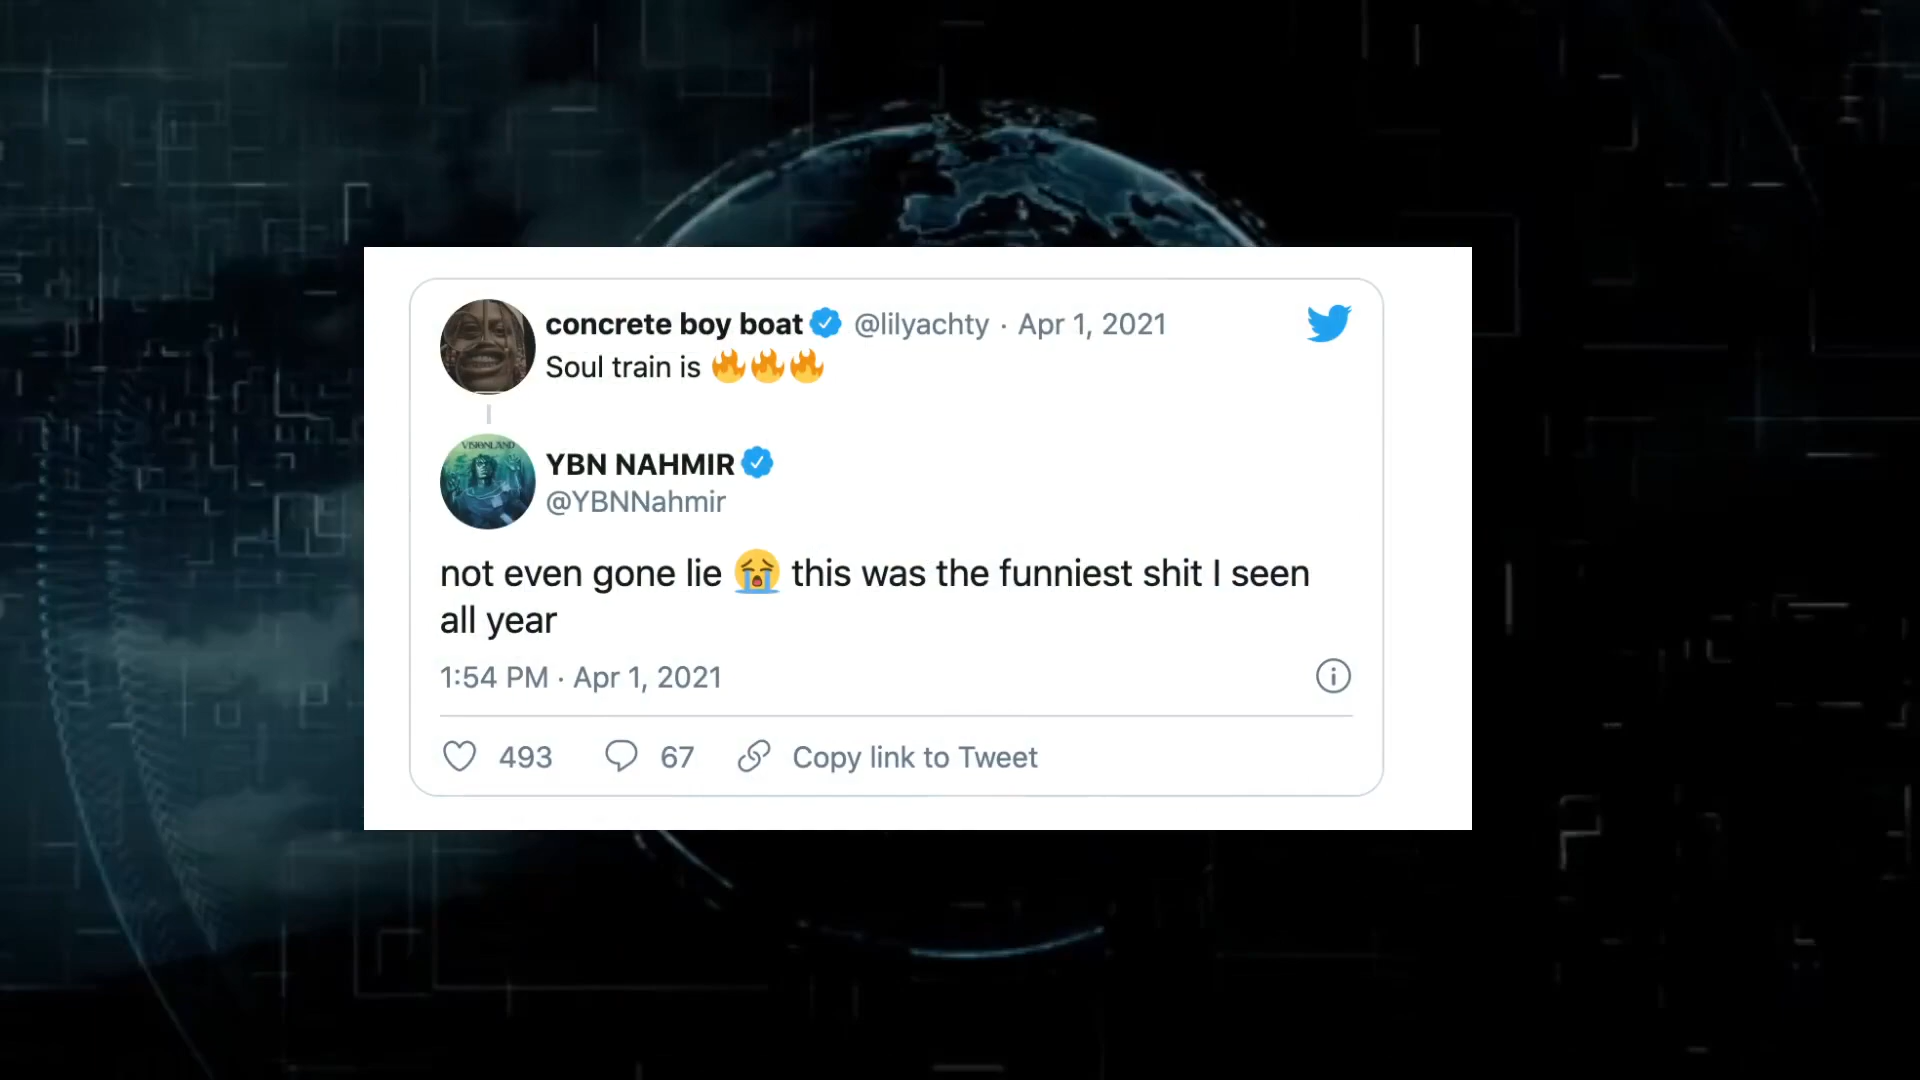 concrete boy boat @lilyachty · Apr 1, 2021
Soul train is 🔥🔥🔥
VISIONLAND
YBN NAHMIR
@YBNNahmir
not even gone lie 😭 this was the funniest shit I seen
all year
1:54 PM · Apr 1, 2021
493 67 Copy link to Tweet